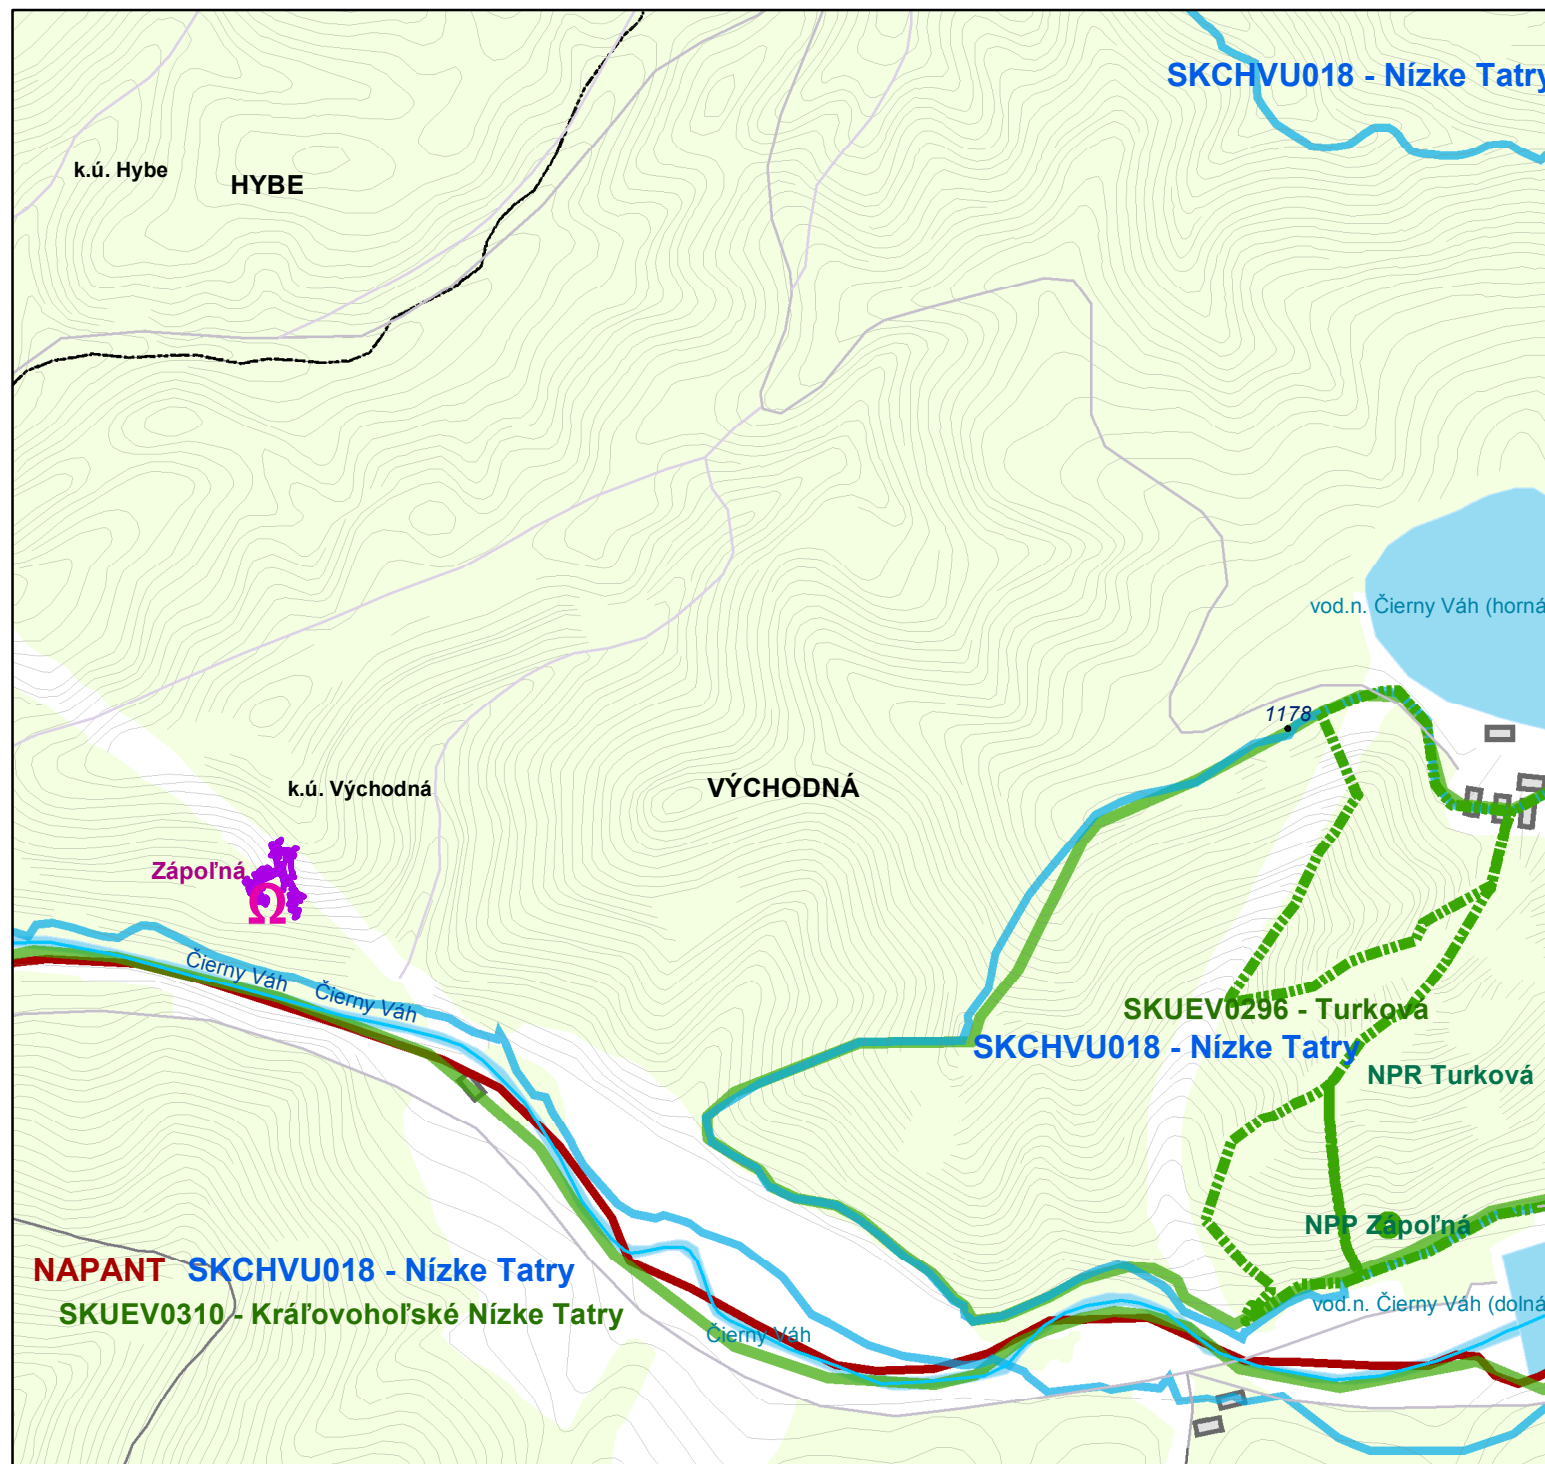 SKCHVU018 - Nízke Tatry
k.ú. Hybe
HYBE
vod.n. Čierny Váh (horná
1178
k.ú. Východná
VÝCHODNÁ
Zápoľná
Ω
Čierny Váh
Čierny Váh
SKUEV0296 - Turková
SKCHVU018 - Nízke Tatry
NPR Turková
NPP Zápoľná
NAPANT SKCHVU018 - Nízke Tatry
SKUEV0310 - Kráľovohoľské Nízke Tatry
vod.n. Čierny Váh (dolná
Čierny Váh